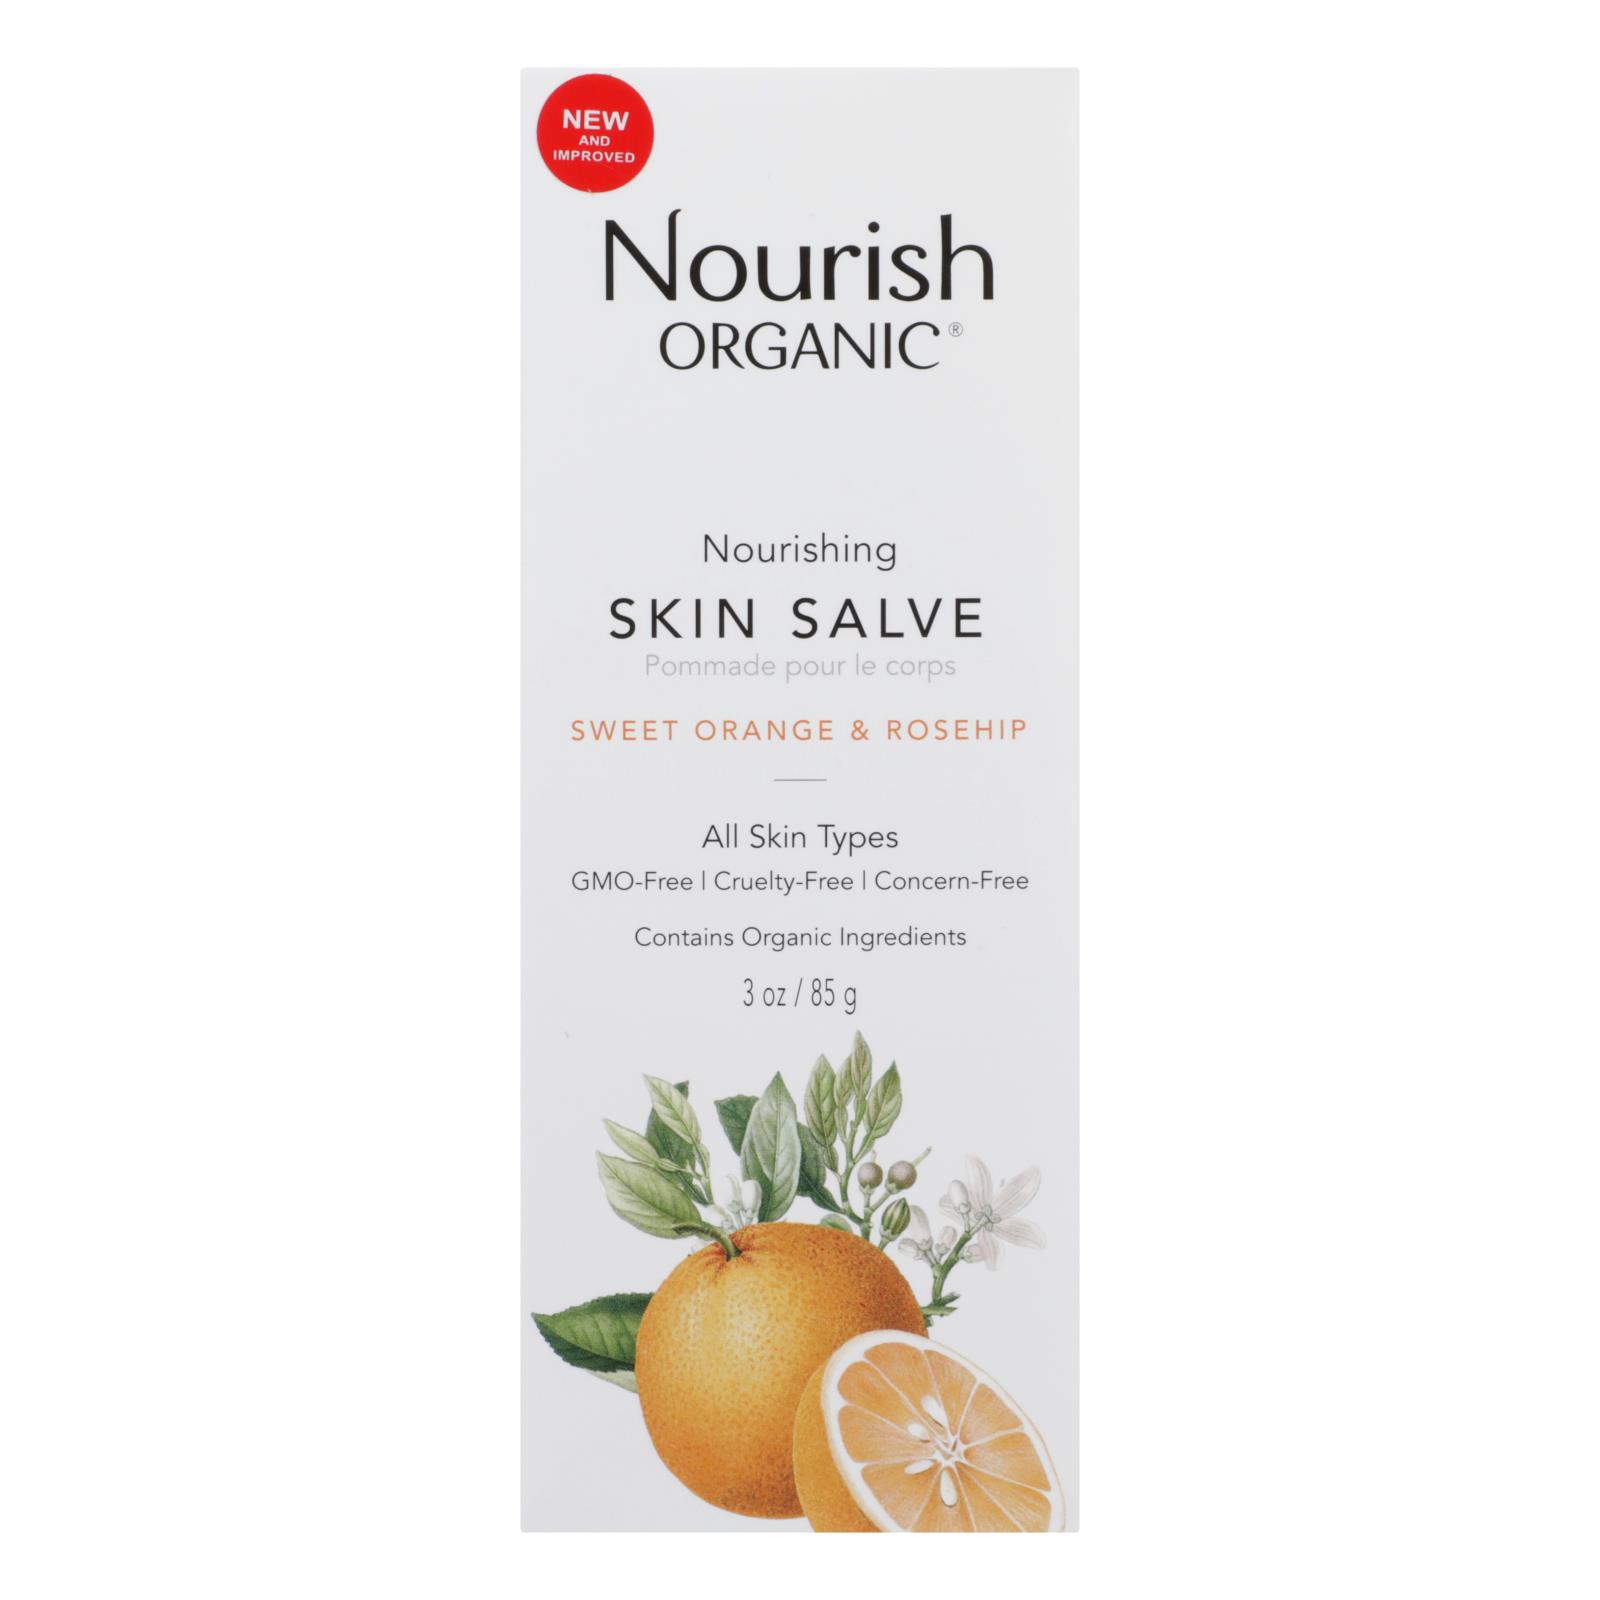 NEW
AND
IMPROVED
Nourish
ORGANIC®
Nourishing
SKIN SALVE
Pommade pour le corps
SWEET ORANGE & ROSEHIP
All Skin Types
GMO-Free | Cruelty-Free | Concern-Free
Contains Organic Ingredients
3 oz / 85 g